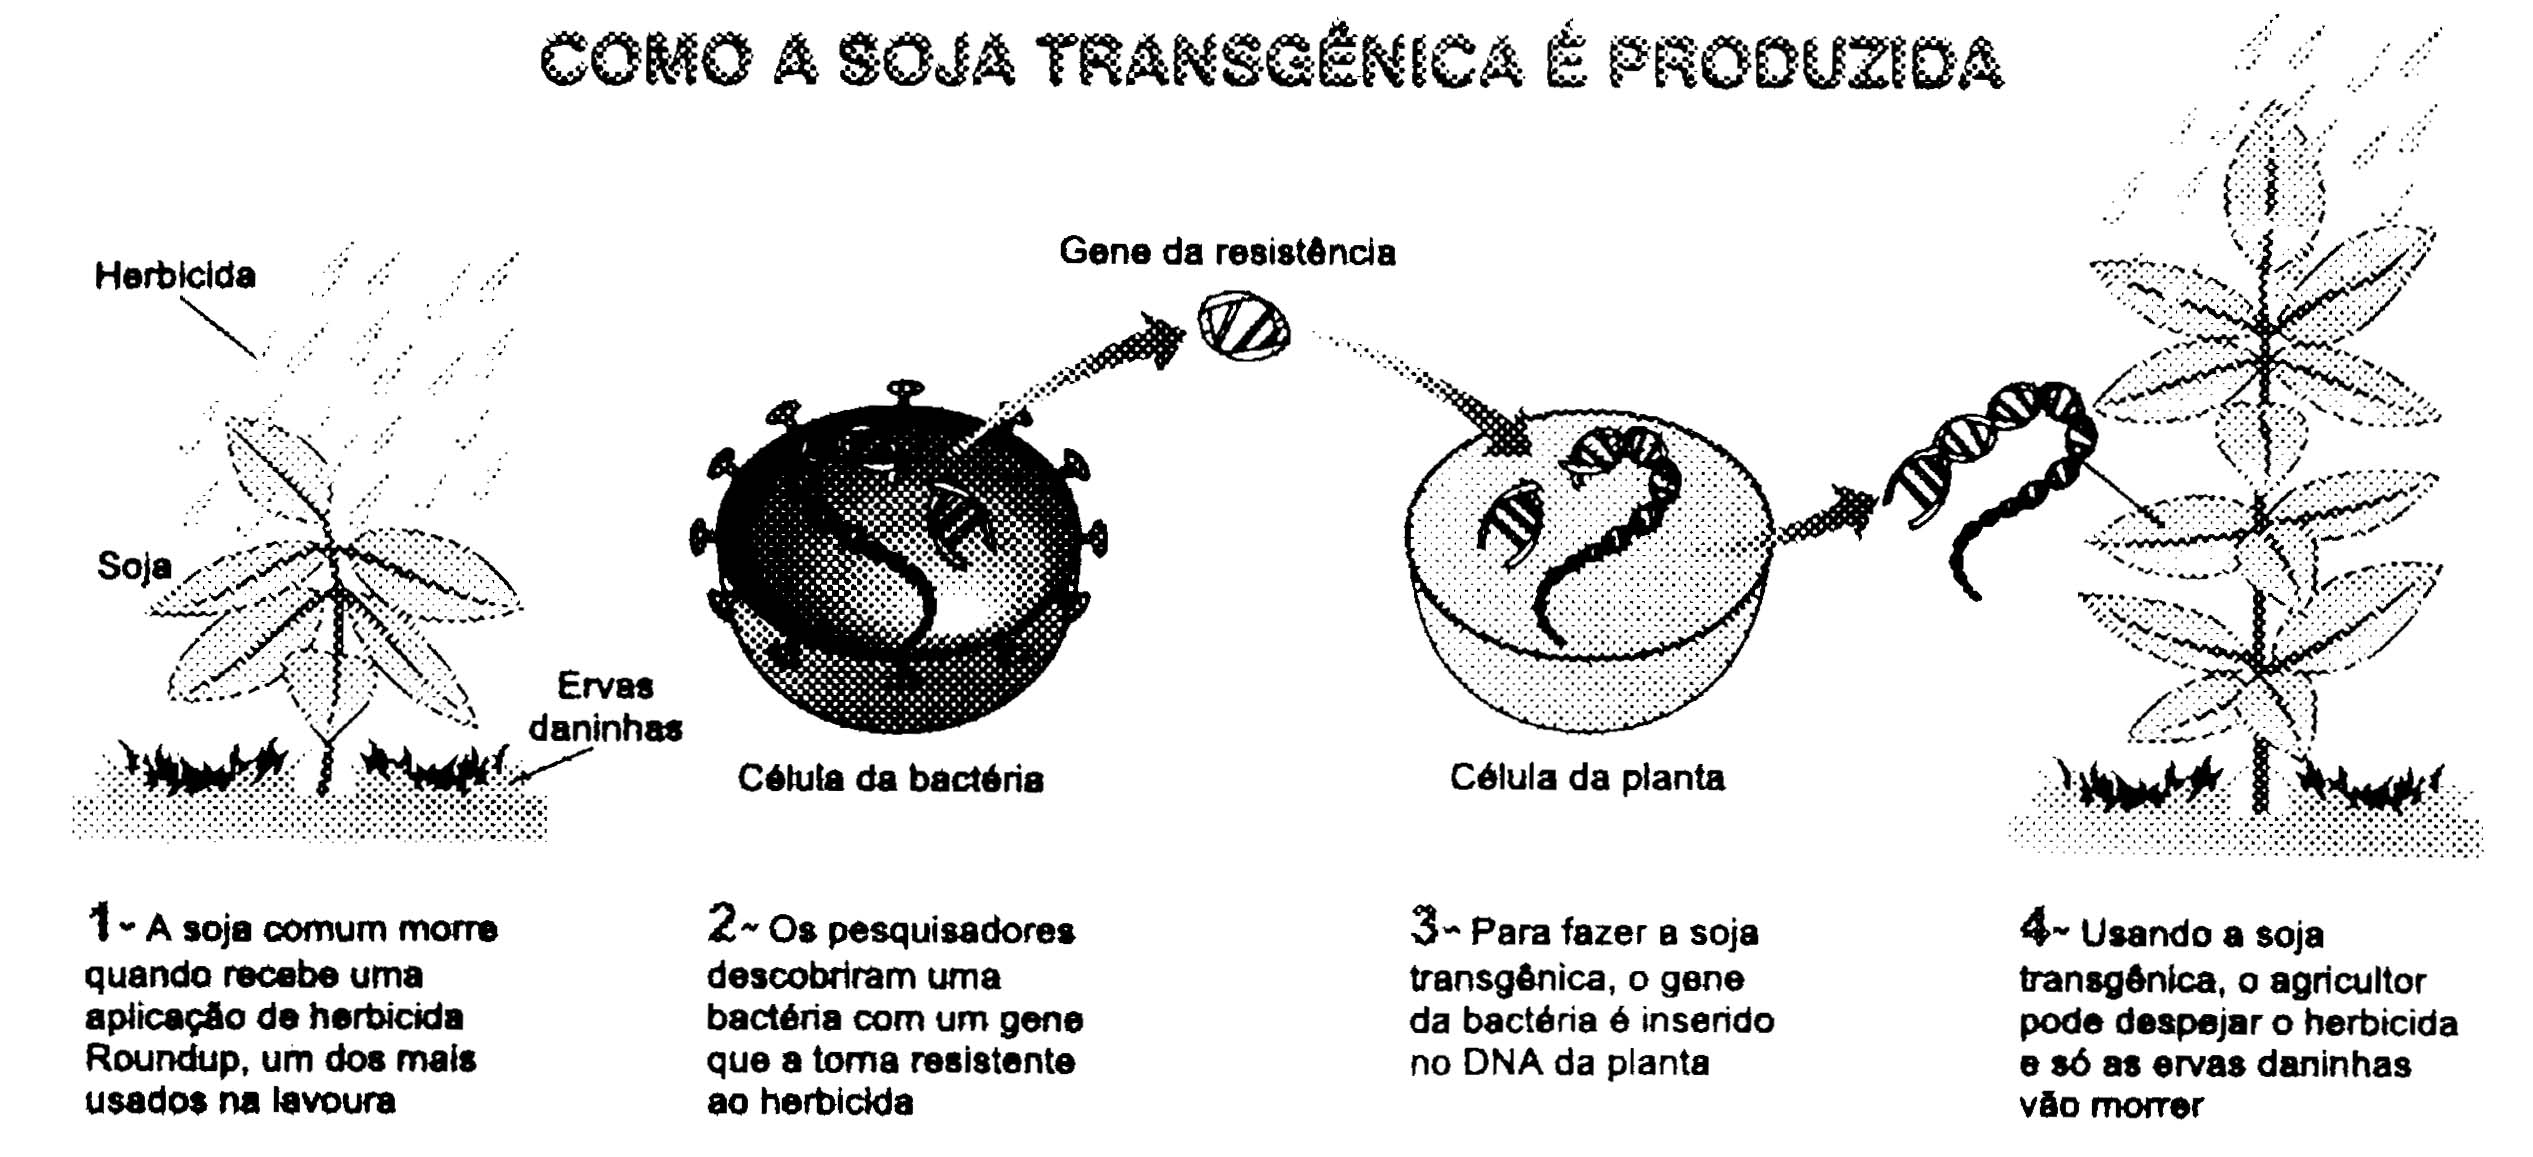 COMO A SOJA TRANSGÊNICA É PRODUZIDA
Gene da resistência
Herbicida
Soja
Ervas
daninhas
Célula da bactéria
Célula da planta
1- A soja comum morre
quando recebe uma
aplicação de herbicida
Roundup, um dos mais
usados na lavoura
2- Os pesquisadores
descobriram uma
bactéria com um gene
que a torna resistente
ao herbicida
3- Para fazer a soja
transgênica, o gene
da bactéria é inserido
no DNA da planta
4- Usando a soja
transgênica, o agricultor
pode despejar o herbicida
e só as ervas daninhas
vão morrer